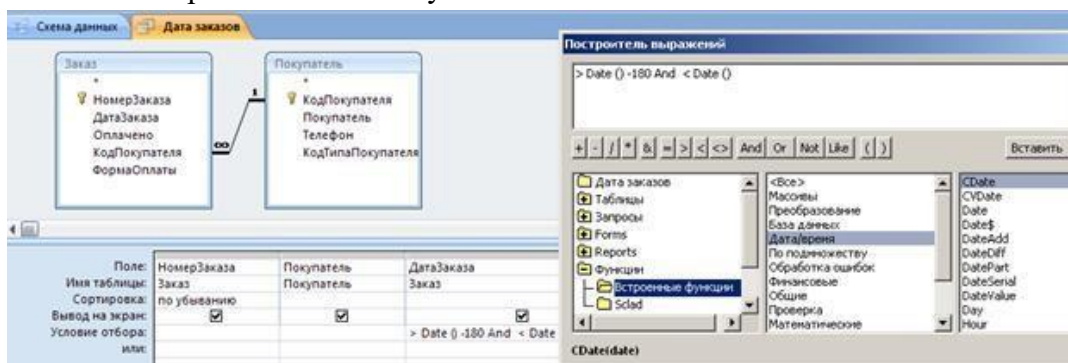 Схема данных
Дата заказов
Заказ
*
НомерЗаказа
ДатаЗаказа
Оплачено
КодПокупателя
ФормаОплаты
1
∞
Покупатель
*
КодПокупателя
Покупатель
Телефон
КодТипаПокупателя
Поле: НомерЗаказа Покупатель ДатаЗаказа
Имя таблицы: Заказ Покупатель Заказ
Сортировка: по убыванию
Вывод на экран:
Условие отбора: > Date () -180 And < Date
или:
Построитель выражений
> Date () -180 And < Date ()
+ - / * & = > < <> And Or Not Like ( )
Вставить
Дата заказов
Таблицы
Запросы
Forms
Reports
Функции
Встроенные функции
Sclad
<Все>
Массивы
Преобразование
База данных
Дата/время
По подмножеству
Обработка ошибок
Финансовые
Общие
Проверка
Математические
CDate
CVDate
Date
Date$
DateAdd
DateDiff
DatePart
DateSerial
DateValue
Day
Hour
CDate(date)